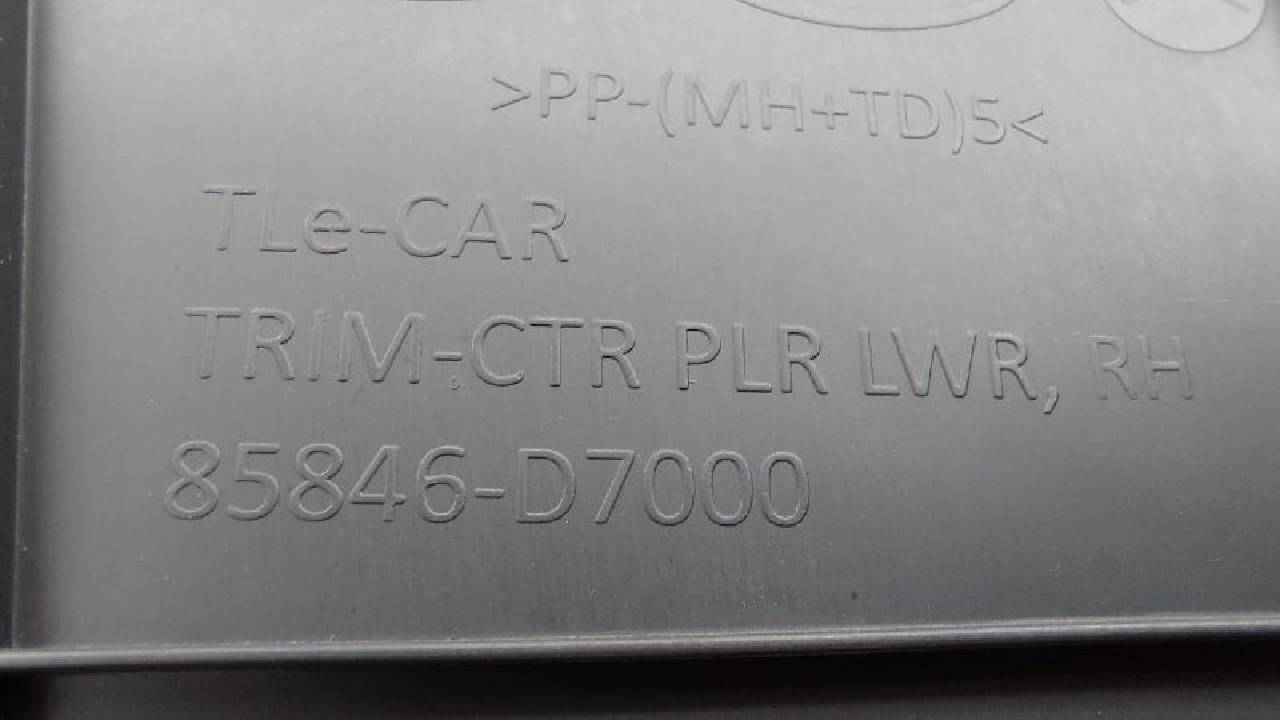 >PP-(MH+TD)5<
TLe-CAR
TRIM-CTR PLR LWR, RH
85846-D7000